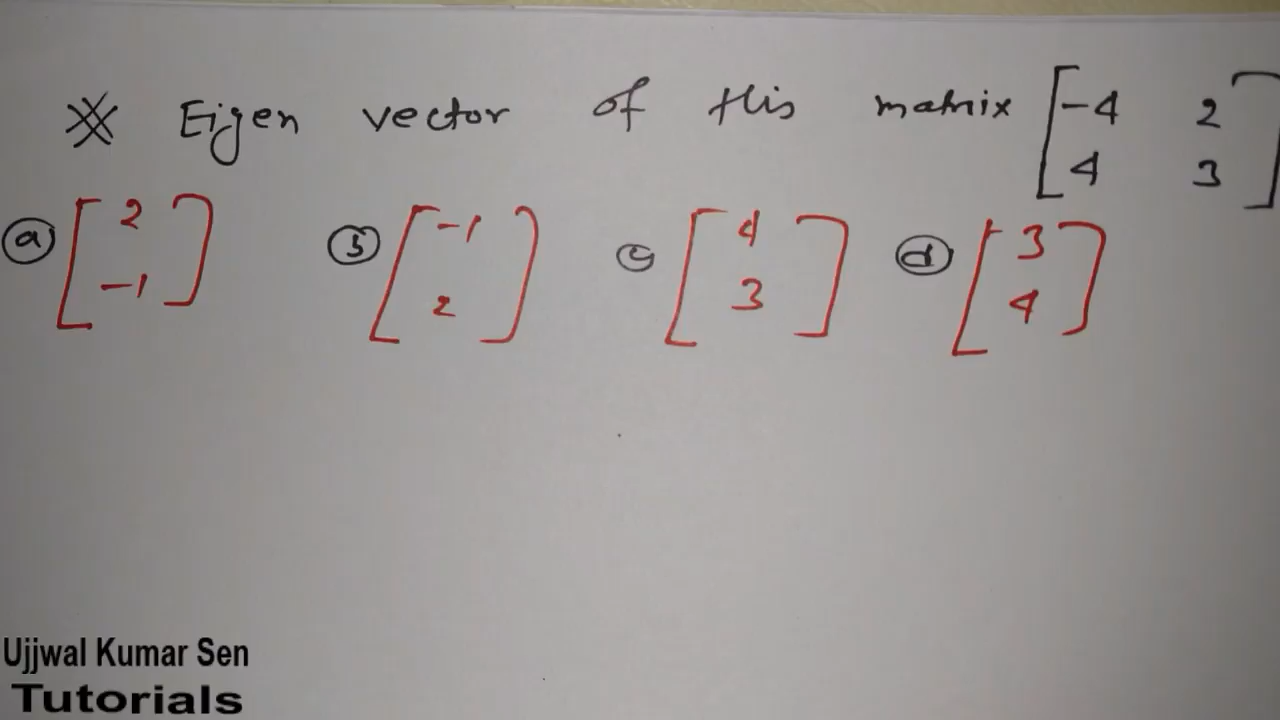 ※ Eigen vector of this matrix [-4 2
4 3]
ⓐ [2 -1] ⓑ [-1 2] ⓒ [4 3] ⓓ [3 4]
Ujjwal Kumar Sen
Tutorials